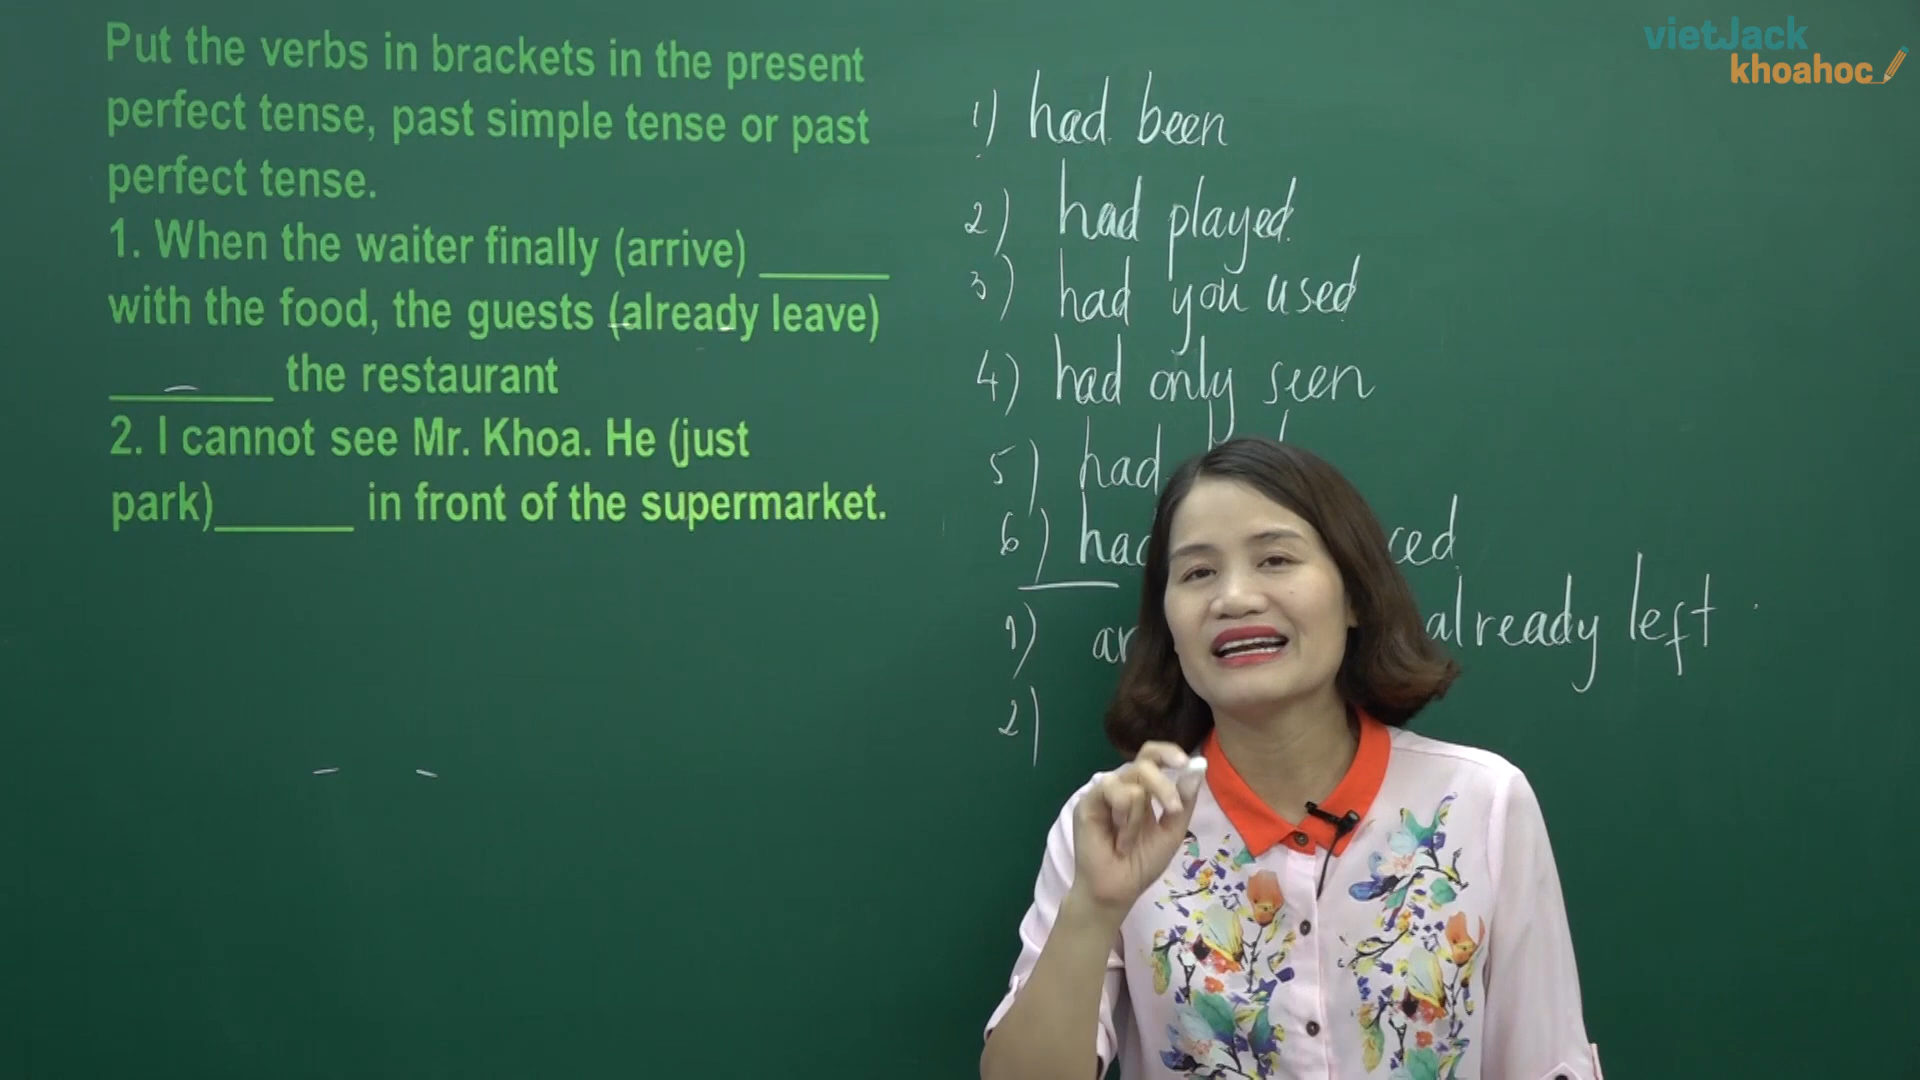 vietJack
khoahoc
Put the verbs in brackets in the present
perfect tense, past simple tense or past
perfect tense.
1. When the waiter finally (arrive) ______
with the food, the guests (already leave)
______ the restaurant
2. I cannot see Mr. Khoa. He (just
park)______ in front of the supermarket.
1) had been
2) had played
3) had you used
4) had only seen
5) had
6)
1) already left
2)